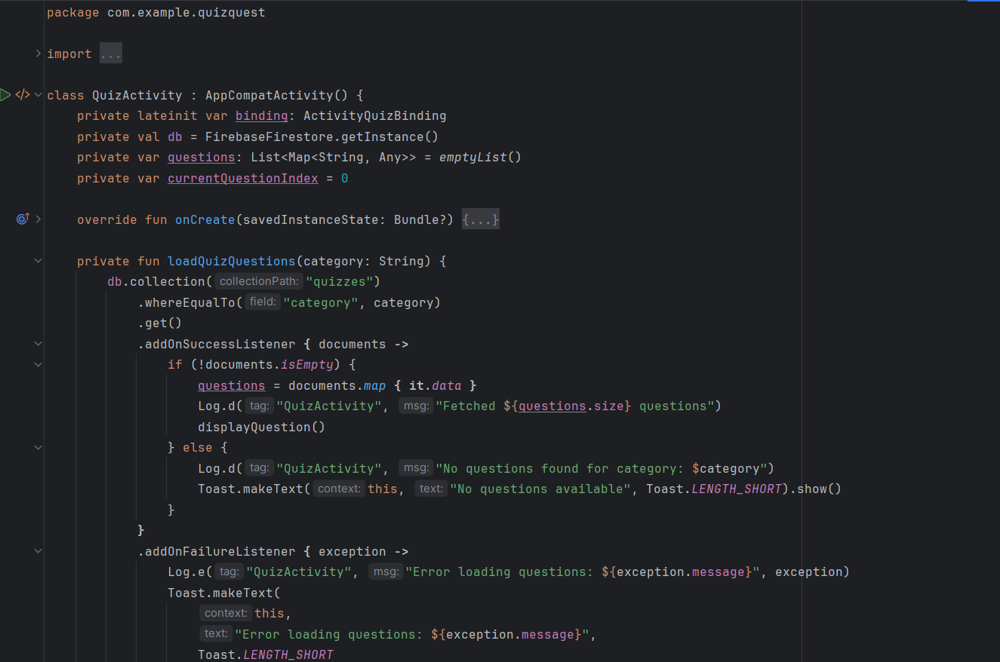 package com.example.quizquest
import ...
class QuizActivity : AppCompatActivity() {
private lateinit var binding: ActivityQuizBinding
private val db = FirebaseFirestore.getInstance()
private var questions: List<Map<String, Any>> = emptyList()
private var currentQuestionIndex = 0
override fun onCreate(savedInstanceState: Bundle?) {...}
private fun loadQuizQuestions(category: String) {
db.collection( collectionPath: "quizzes")
.whereEqualTo( field: "category", category)
.get()
.addOnSuccessListener { documents ->
if (!documents.isEmpty) {
questions = documents.map { it.data }
Log.d( tag: "QuizActivity", msg: "Fetched ${questions.size} questions")
displayQuestion()
} else {
Log.d( tag: "QuizActivity", msg: "No questions found for category: $category")
Toast.makeText( context: this, text: "No questions available", Toast.LENGTH_SHORT).show()
}
}
.addOnFailureListener { exception ->
Log.e( tag: "QuizActivity", msg: "Error loading questions: ${exception.message}", exception)
Toast.makeText(
context: this,
text: "Error loading questions: ${exception.message}",
Toast.LENGTH_SHORT